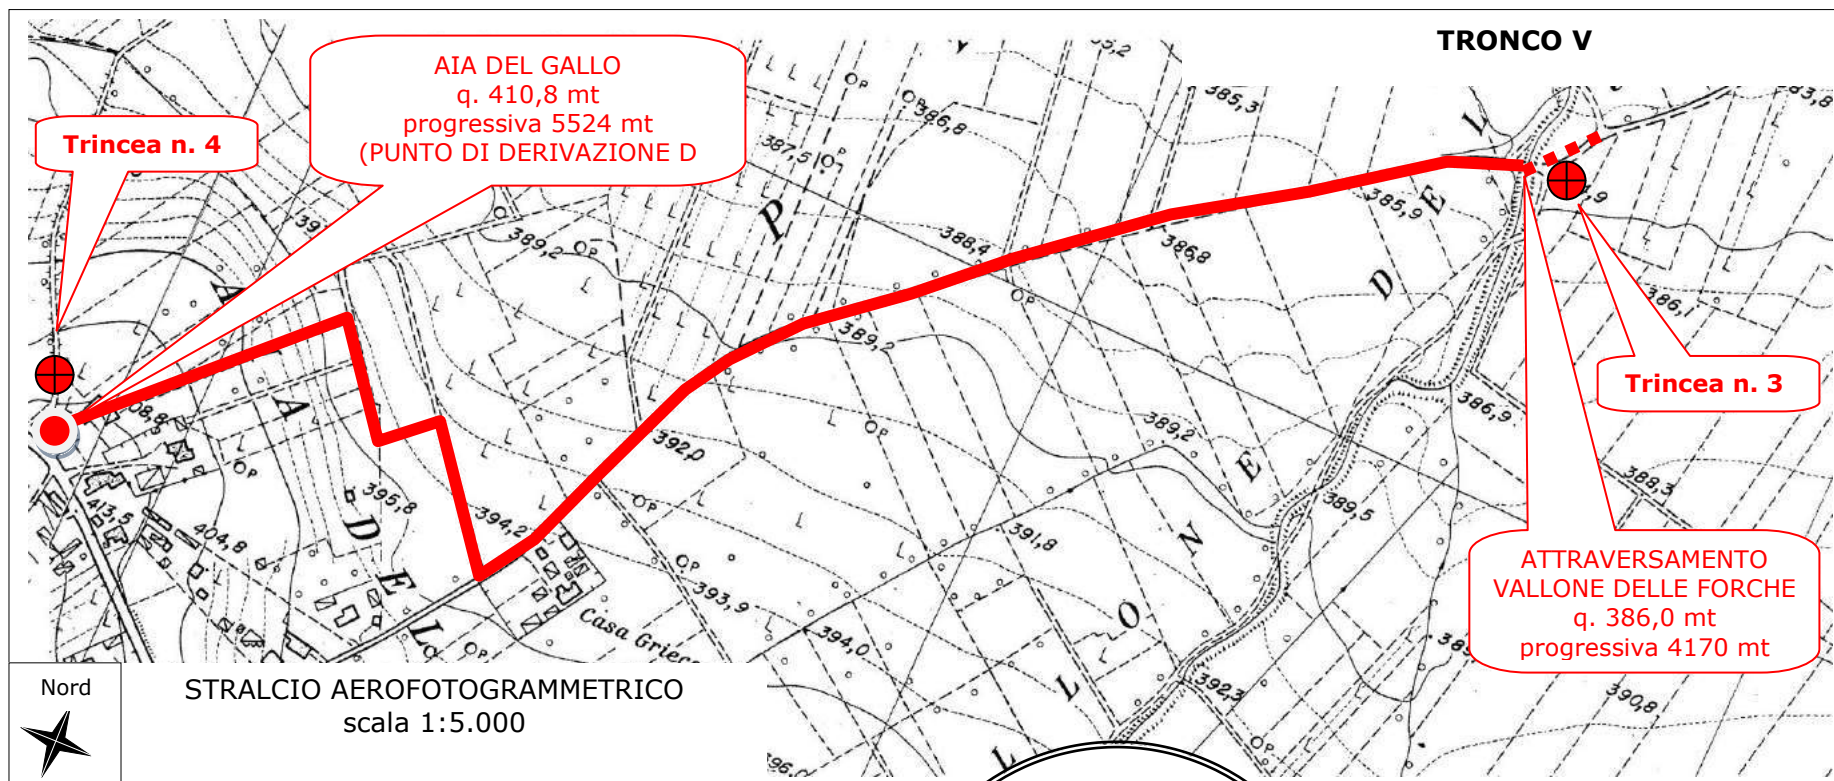 TRONCO V
AIA DEL GALLO
q. 410,8 mt
progressiva 5524 mt
(PUNTO DI DERIVAZIONE D
Trincea n. 4
Trincea n. 3
ATTRAVERSAMENTO
VALLONE DELLE FORCHE
q. 386,0 mt
progressiva 4170 mt
385,3
386,8
387,5
389,2
388,4
386,8
385,9
386,1
389,2
392,0
389,2
386,9
388,3
395,8
394,2
389,5
413,5
404,8
391,8
393,9
394,0
392,3
390,8
Casa Grieco
P
A
A
D
E
L
L
L
O
N
E
D
E
L
Nord
STRALCIO AEROFOTOGRAMMETRICO
scala 1:5.000